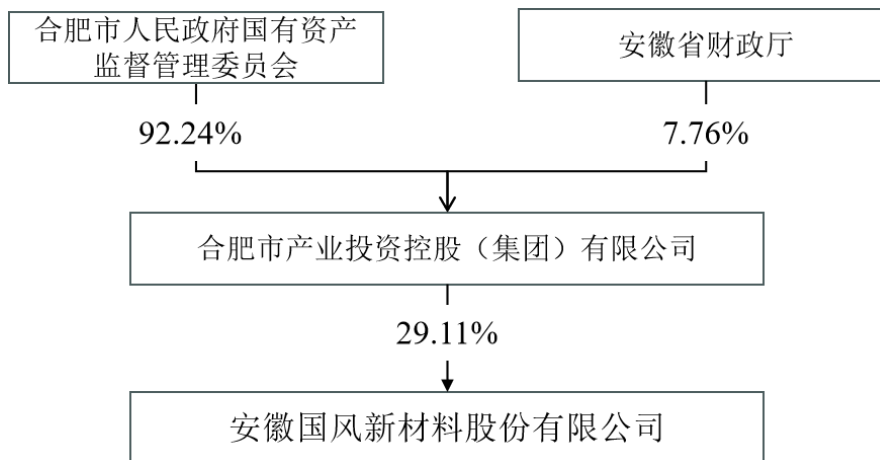 合肥市人民政府国有资产
监督管理委员会
安徽省财政厅
92.24%
7.76%
合肥市产业投资控股（集团）有限公司
29.11%
安徽国风新材料股份有限公司